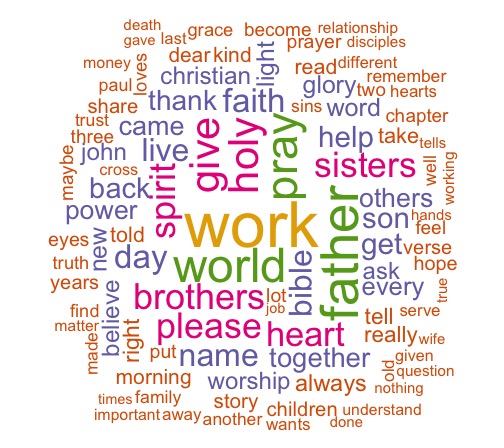 death relationship
gave last grace become
prayer disciples
money loves dear kind light read different
paul christian glory two hearts remember
share thank faith sins word chapter
trust came give holy pray help take tells
three john live sisters well working
maybe cross back spirit others
power work father son hands
eyes told get feel verse
truth new day world bible ask hope
years believe brothers lot every true
find job tell serve
matter right please heart really wife
made put name together given
morning worship always old question
nothing
times family story children understand
important away another wants done